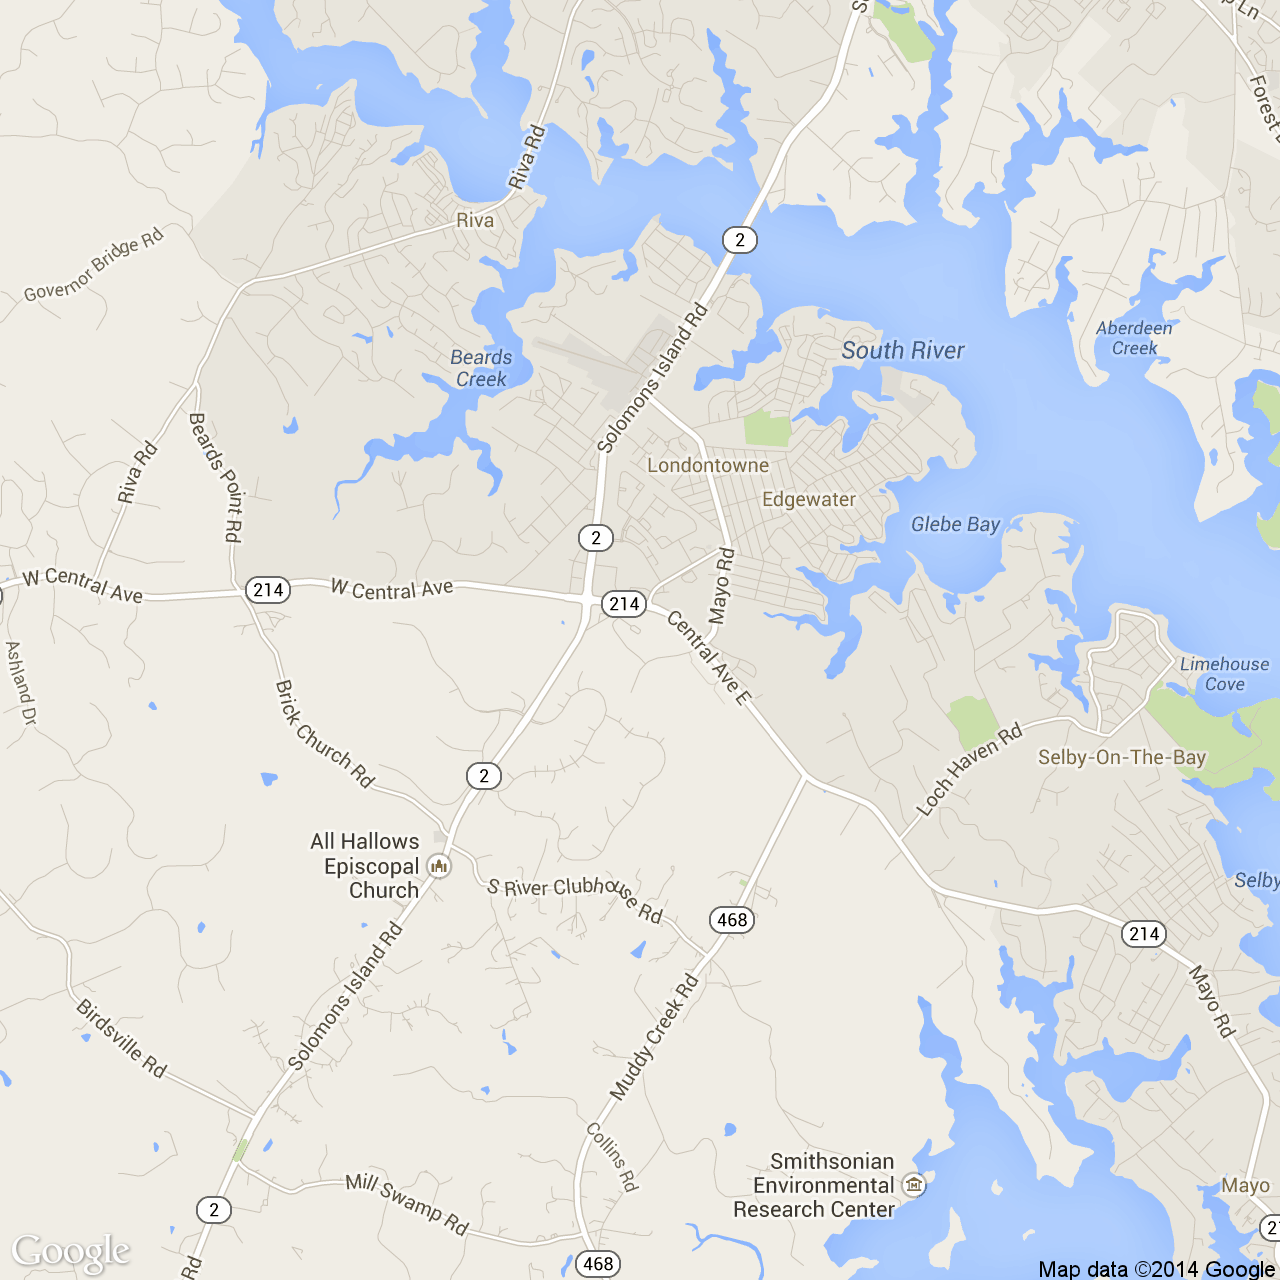 Forest
Riva Rd
Riva
2
Governor Bridge Rd
Aberdeen
Creek
South River
Beards
Creek
Solomons Island Rd
Beards Point Rd
Riva Rd
Londontowne
Edgewater
Glebe Bay
2
W Central Ave
214
W Central Ave
214
Mayo Rd
Central Ave E
Ashland Dr
Limehouse
Cove
Brick Church Rd
Loch Haven Rd
Selby-On-The-Bay
2
All Hallows
Episcopal
Church
S River Clubhouse Rd
Selby
468
214
Solomons Island Rd
Mayo Rd
Birdsville Rd
Muddy Creek Rd
Collins Rd
Smithsonian
Environmental
Research Center
Mayo
Mill Swamp Rd
2
Rd
468
Google
Map data ©2014 Google